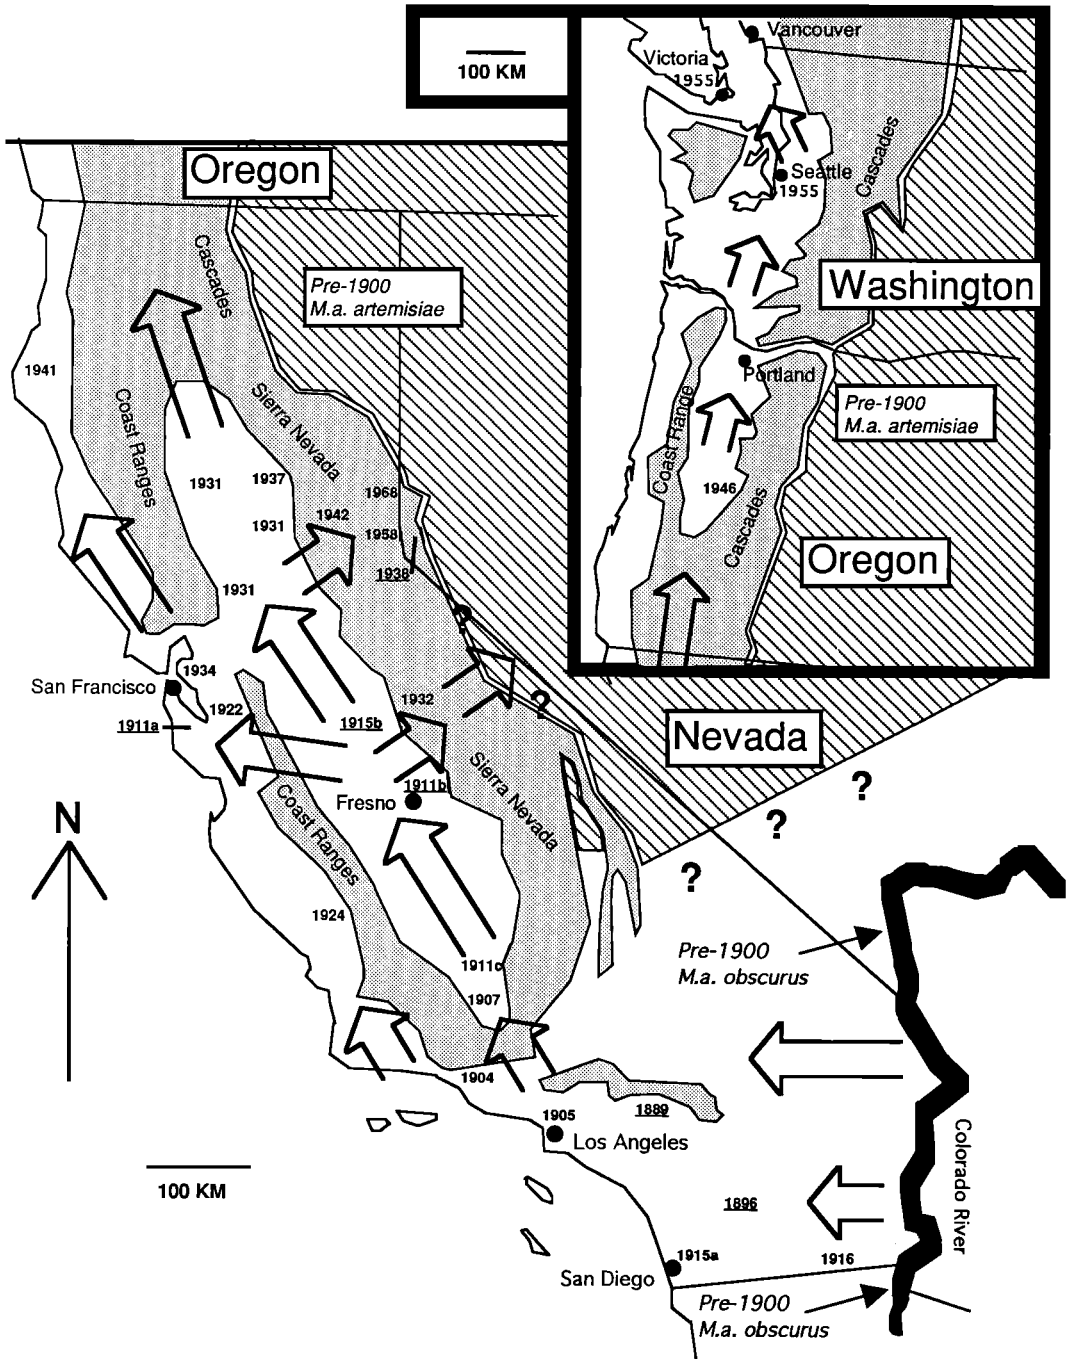 100 KM
Vancouver
Victoria
1955
Seattle
1955
Cascades
Washington
Portland
Pre-1900
M.a. artemisiae
Coast Range
1946
Cascades
Oregon
Oregon
Cascades
Pre-1900
M.a. artemisiae
1941
Coast Ranges
Sierra Nevada
1931
1937
1968
1931
1942
1958
1938
1931
?
1934
San Francisco
1932
?
1922
1911a
1915b
Nevada
Sierra Nevada
?
1911b
Fresno
Coast Ranges
?
N
?
1924
Pre-1900
M.a. obscurus
1911c
1907
1904
1889
1905
Los Angeles
Colorado River
100 KM
1896
1915a
1916
San Diego
Pre-1900
M.a. obscurus